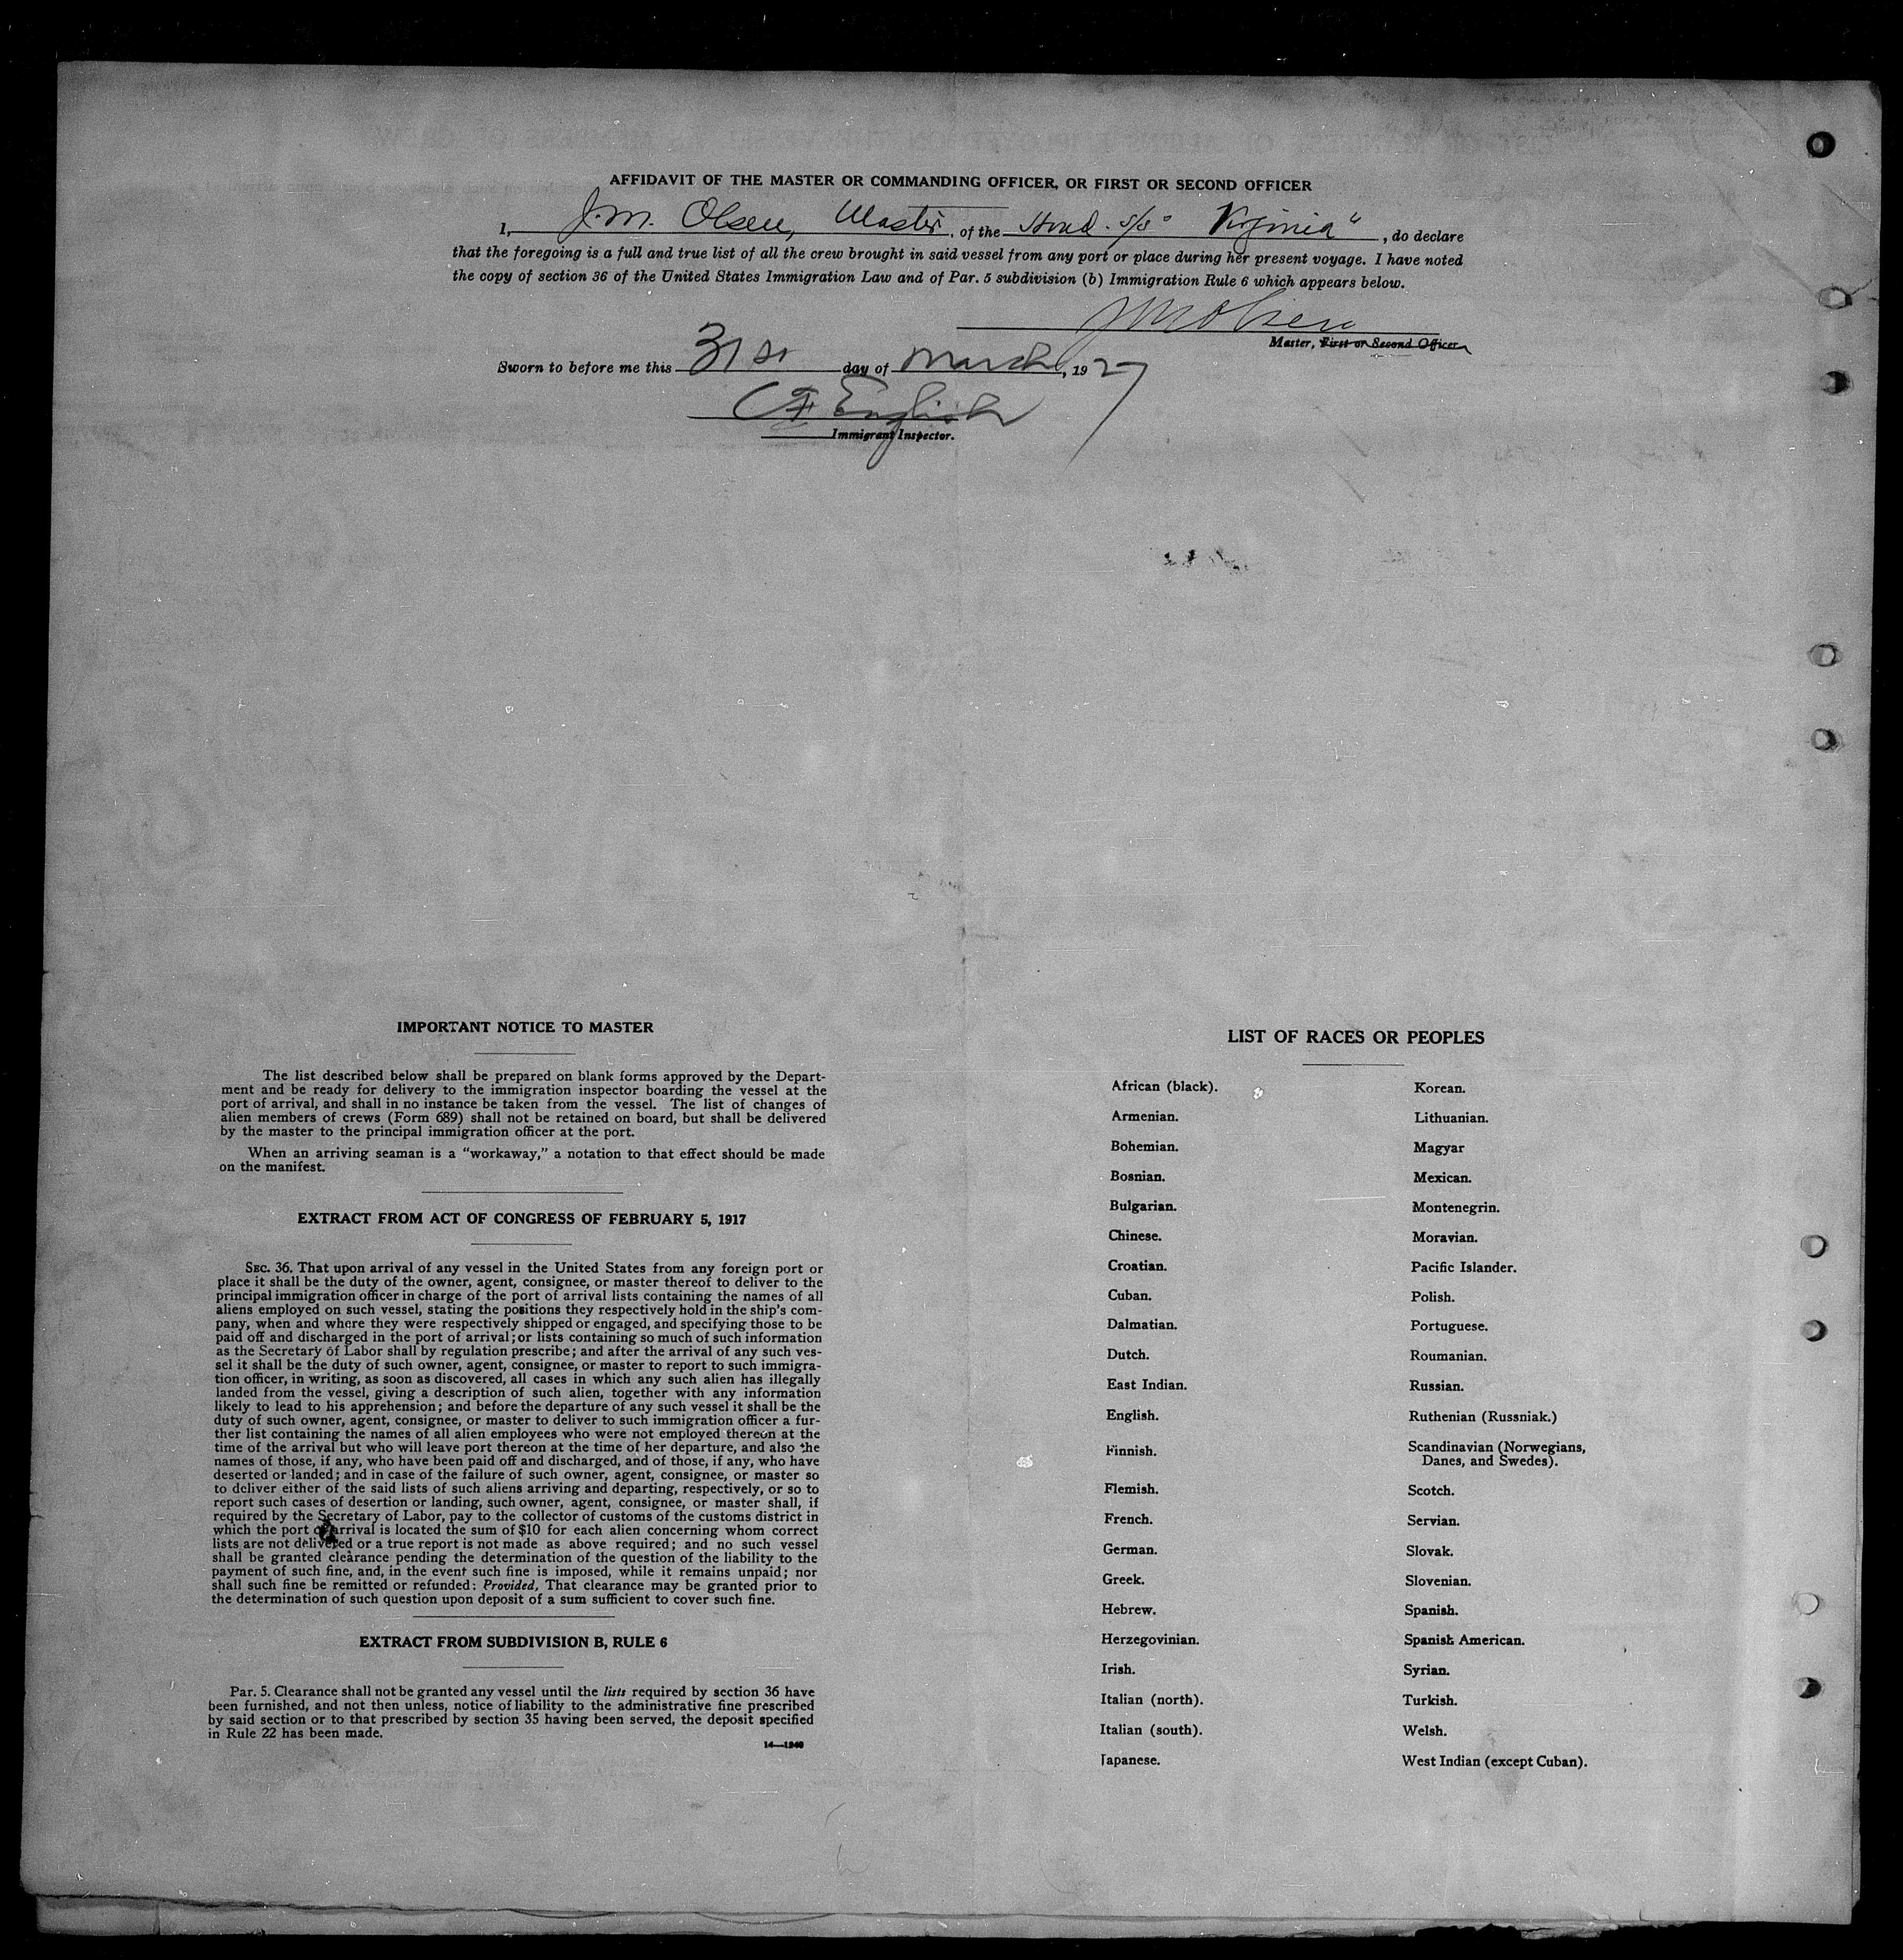 AFFIDAVIT OF THE MASTER OR COMMANDING OFFICER, OR FIRST OR SECOND OFFICER
I, J. M. Olsen, Master, of the Hond. s/s "Virginia", do declare
that the foregoing is a full and true list of all the crew brought in said vessel from any port or place during her present voyage. I have noted
the copy of section 36 of the United States Immigration Law and of Par. 5 subdivision (b) Immigration Rule 6 which appears below.
J M Olsen
Master, First or Second Officer.
Sworn to before me this 31st day of March, 1927
C F English
Immigrant Inspector.
IMPORTANT NOTICE TO MASTER
The list described below shall be prepared on blank forms approved by the Depart-
ment and be ready for delivery to the immigration inspector boarding the vessel at the
port of arrival, and shall in no instance be taken from the vessel. The list of changes of
alien members of crews (Form 689) shall not be retained on board, but shall be delivered
by the master to the principal immigration officer at the port.
When an arriving seaman is a "workaway," a notation to that effect should be made
on the manifest.
EXTRACT FROM ACT OF CONGRESS OF FEBRUARY 5, 1917
SEC. 36. That upon arrival of any vessel in the United States from any foreign port or
place it shall be the duty of the owner, agent, consignee, or master thereof to deliver to the
principal immigration officer in charge of the port of arrival lists containing the names of all
aliens employed on such vessel, stating the positions they respectively hold in the ship's com-
pany, when and where they were respectively shipped or engaged, and specifying those to be
paid off and discharged in the port of arrival; or lists containing so much of such information
as the Secretary of Labor shall by regulation prescribe; and after the arrival of any such ves-
sel it shall be the duty of such owner, agent, consignee, or master to report to such immigra-
tion officer, in writing, as soon as discovered, all cases in which any such alien has illegally
landed from the vessel, giving a description of such alien, together with any information
likely to lead to his apprehension; and before the departure of any such vessel it shall be the
duty of such owner, agent, consignee, or master to deliver to such immigration officer a fur-
ther list containing the names of all alien employees who were not employed thereon at the
time of the arrival but who will leave port thereon at the time of her departure, and also the
names of those, if any, who have been paid off and discharged, and of those, if any, who have
deserted or landed; and in case of the failure of such owner, agent, consignee, or master so
to deliver either of the said lists of such aliens arriving and departing, respectively, or so to
report such cases of desertion or landing, such owner, agent, consignee, or master shall, if
required by the Secretary of Labor, pay to the collector of customs of the customs district in
which the port of arrival is located the sum of $10 for each alien concerning whom correct
lists are not delivered or a true report is not made as above required; and no such vessel
shall be granted clearance pending the determination of the question of the liability to the
payment of such fine, and, in the event such fine is imposed, while it remains unpaid; nor
shall such fine be remitted or refunded: Provided, That clearance may be granted prior to
the determination of such question upon deposit of a sum sufficient to cover such fine.
EXTRACT FROM SUBDIVISION B, RULE 6
Par. 5. Clearance shall not be granted any vessel until the lists required by section 36 have
been furnished, and not then unless, notice of liability to the administrative fine prescribed
by said section or to that prescribed by section 35 having been served, the deposit specified
in Rule 22 has been made.
14—1240
LIST OF RACES OR PEOPLES
African (black).
Armenian.
Bohemian.
Bosnian.
Bulgarian.
Chinese.
Croatian.
Cuban.
Dalmatian.
Dutch.
East Indian.
English.
Finnish.
Flemish.
French.
German.
Greek.
Hebrew.
Herzegovinian.
Irish.
Italian (north).
Italian (south).
Japanese.
Korean.
Lithuanian.
Magyar
Mexican.
Montenegrin.
Moravian.
Pacific Islander.
Polish.
Portuguese.
Roumanian.
Russian.
Ruthenian (Russniak.)
Scandinavian (Norwegians,
Danes, and Swedes).
Scotch.
Servian.
Slovak.
Slovenian.
Spanish.
Spanish American.
Syrian.
Turkish.
Welsh.
West Indian (except Cuban).